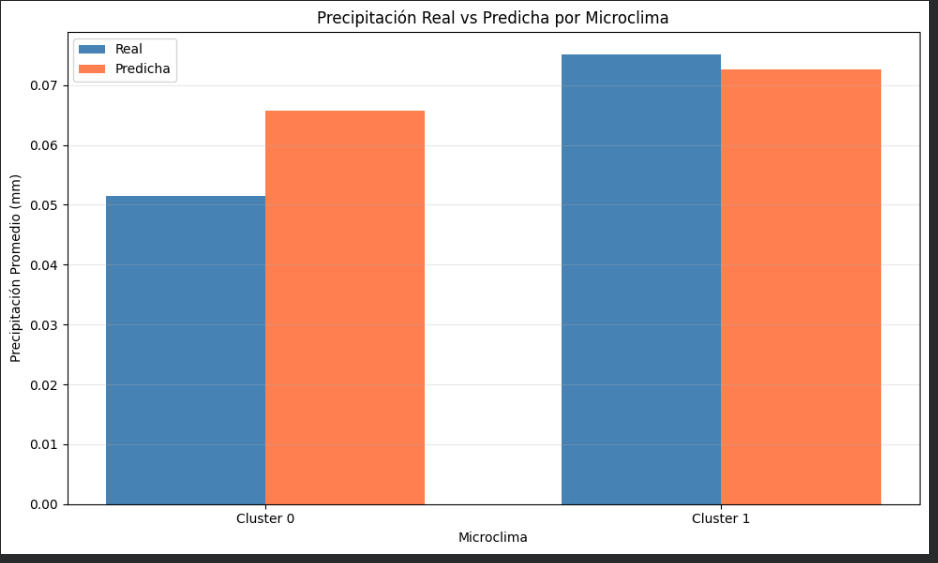 Precipitación Real vs Predicha por Microclima
Real
Predicha
Precipitación Promedio (mm)
0.07
0.06
0.05
0.04
0.03
0.02
0.01
0.00
Cluster 0
Cluster 1
Microclima